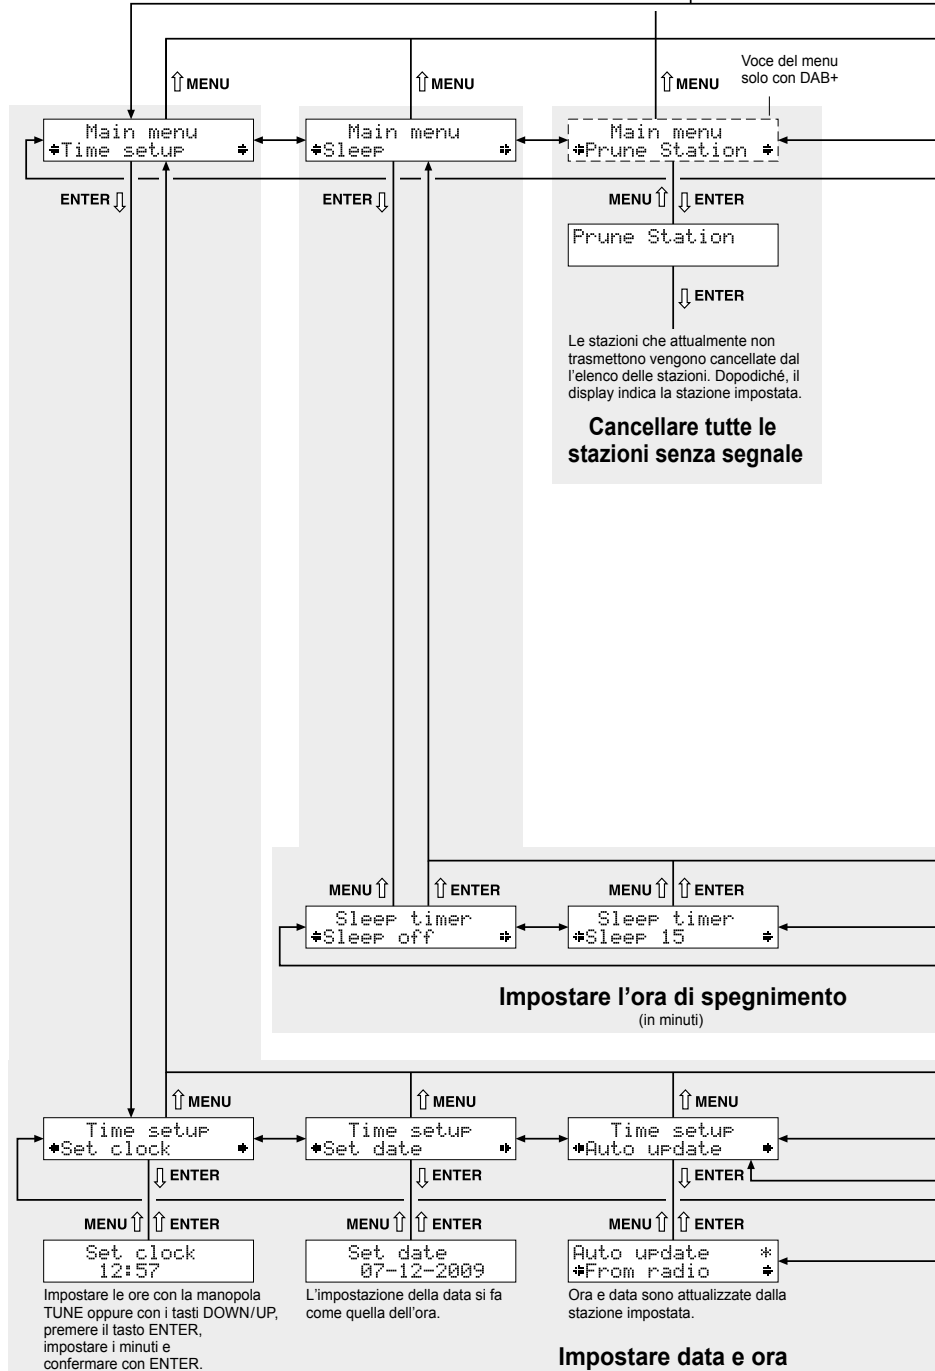 Voce del menu
solo con DAB+
MENU
MENU
MENU
Main menu
Time setup
Main menu
Sleep
Main menu
Prune Station
ENTER
ENTER
MENU
ENTER
Prune Station
ENTER
Le stazioni che attualmente non
trasmettono vengono cancellate dal
l'elenco delle stazioni. Dopodiché, il
display indica la stazione impostata.
Cancellare tutte le
stazioni senza segnale
MENU
ENTER
MENU
ENTER
Sleep timer
Sleep off
Sleep timer
Sleep 15
Impostare l'ora di spegnimento
(in minuti)
MENU
MENU
MENU
Time setup
Set clock
Time setup
Set date
Time setup
Auto update
ENTER
ENTER
ENTER
MENU
ENTER
MENU
ENTER
MENU
ENTER
Set clock
12:57
Set date
07-12-2009
Auto update *
From radio
Impostare le ore con la manopola
TUNE oppure con i tasti DOWN/UP,
premere il tasto ENTER,
impostare i minuti e
confermare con ENTER.
L'impostazione della data si fa
come quella dell'ora.
Ora e data sono attualizzate dalla
stazione impostata.
Impostare data e ora